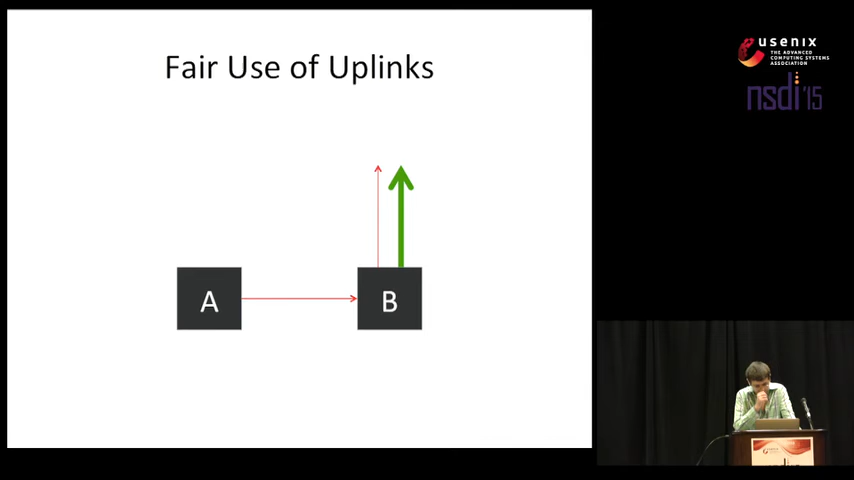 Fair Use of Uplinks
A
B
usenix
THE ADVANCED
COMPUTING SYSTEMS
ASSOCIATION
nsdi '15